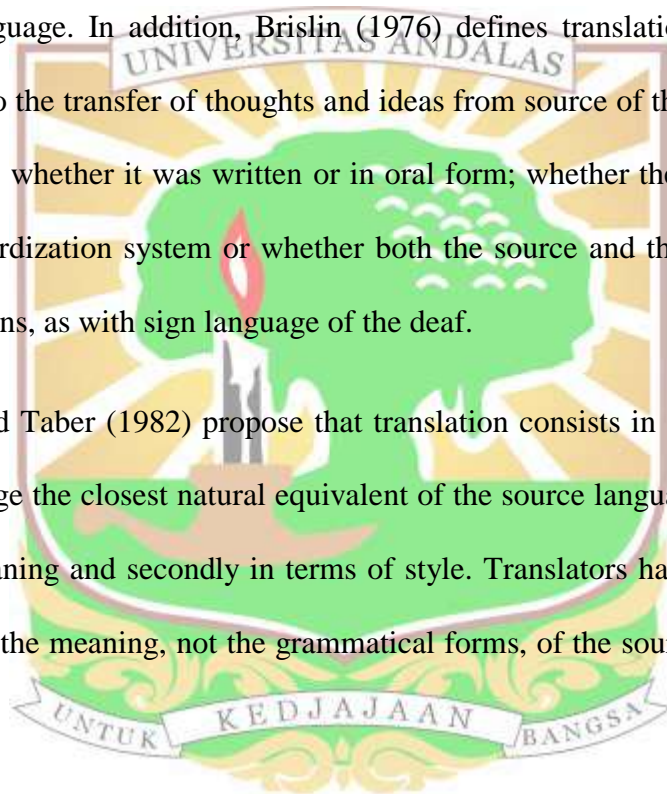 guage. In addition, Brislin (1976) defines translatio
UNIVERSITAS ANDALAS
o the transfer of thoughts and ideas from source of th
whether it was written or in oral form; whether the
rdization system or whether both the source and th
ns, as with sign language of the deaf.
d Taber (1982) propose that translation consists in
ge the closest natural equivalent of the source langua
aning and secondly in terms of style. Translators ha
the meaning, not the grammatical forms, of the sour
UNTUK KEDJAJAAN BANGSA